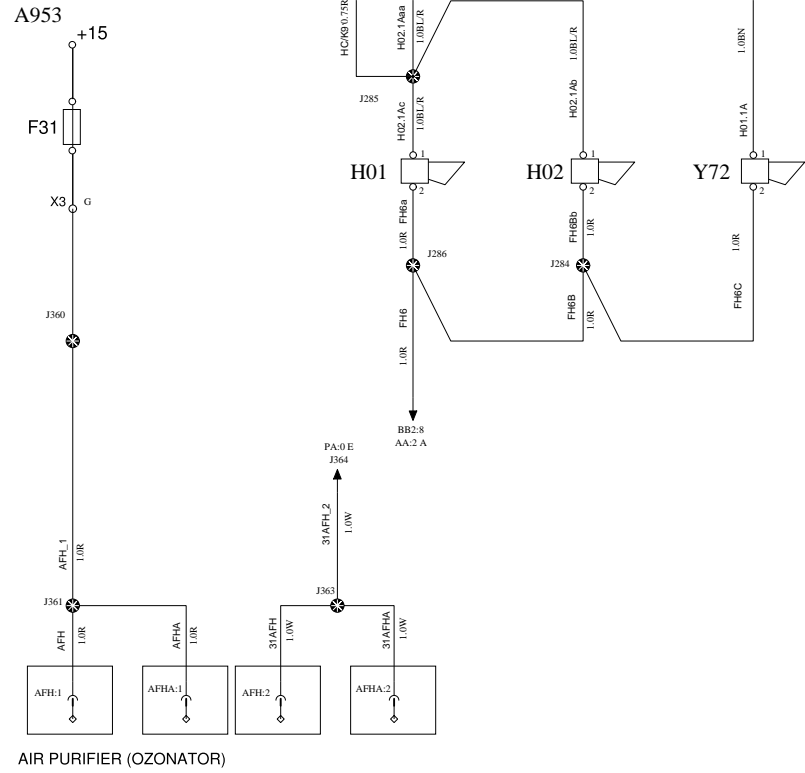 A953
+15
F31
X3
G
J360
AFH_1
1.0R
J361
AFH
1.0R
AFHA
1.0R
AFH:1
AFHA:1
AIR PURIFIER (OZONATOR)
HC/K9 0.75R
H02.1Aaa
1.0BL/R
J285
H02.1Ac
1.0BL/R
H01
1
2
FH6a
1.0R
J286
FH6
1.0R
BB2:8
AA:2 A
1.0BL/R
H02.1Ab
H02
1
2
FH6Bb
1.0R
J284
FH6B
1.0R
1.0BN
H01.1A
Y72
1
2
1.0R
FH6C
PA:0 E
J364
31AFH_2
1.0W
J363
31AFH
1.0W
31AFHA
1.0W
AFH:2
AFHA:2